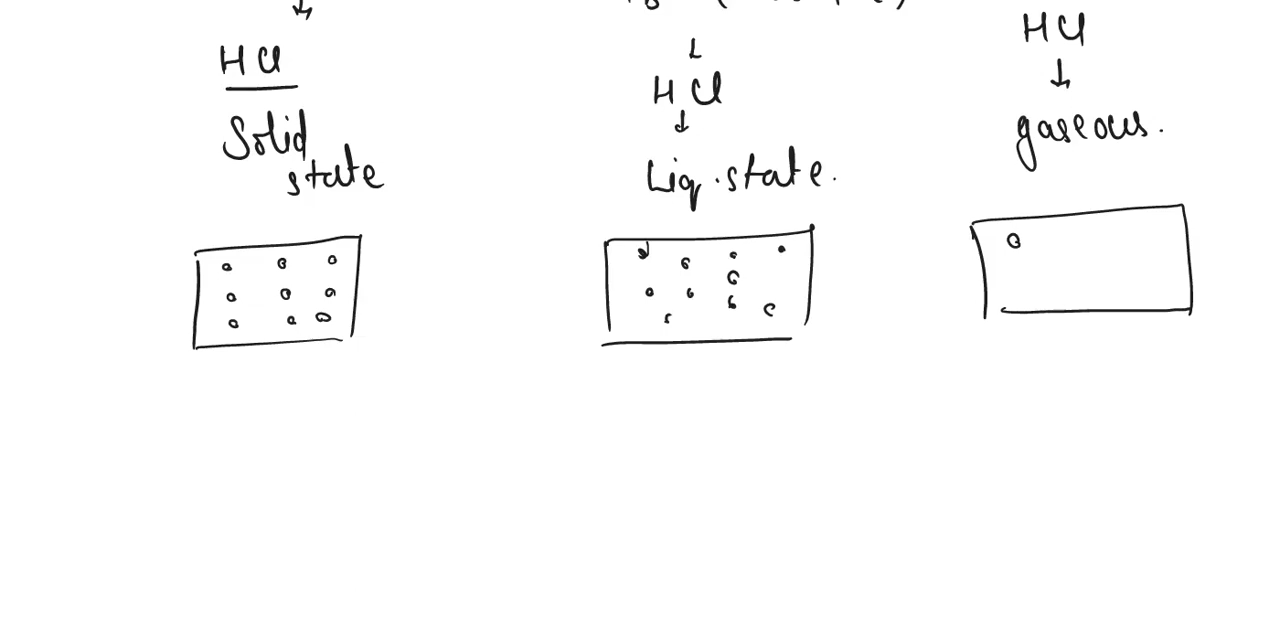 HCl
Solid
state
HCl
Liq. state.
HCl
gaseous.